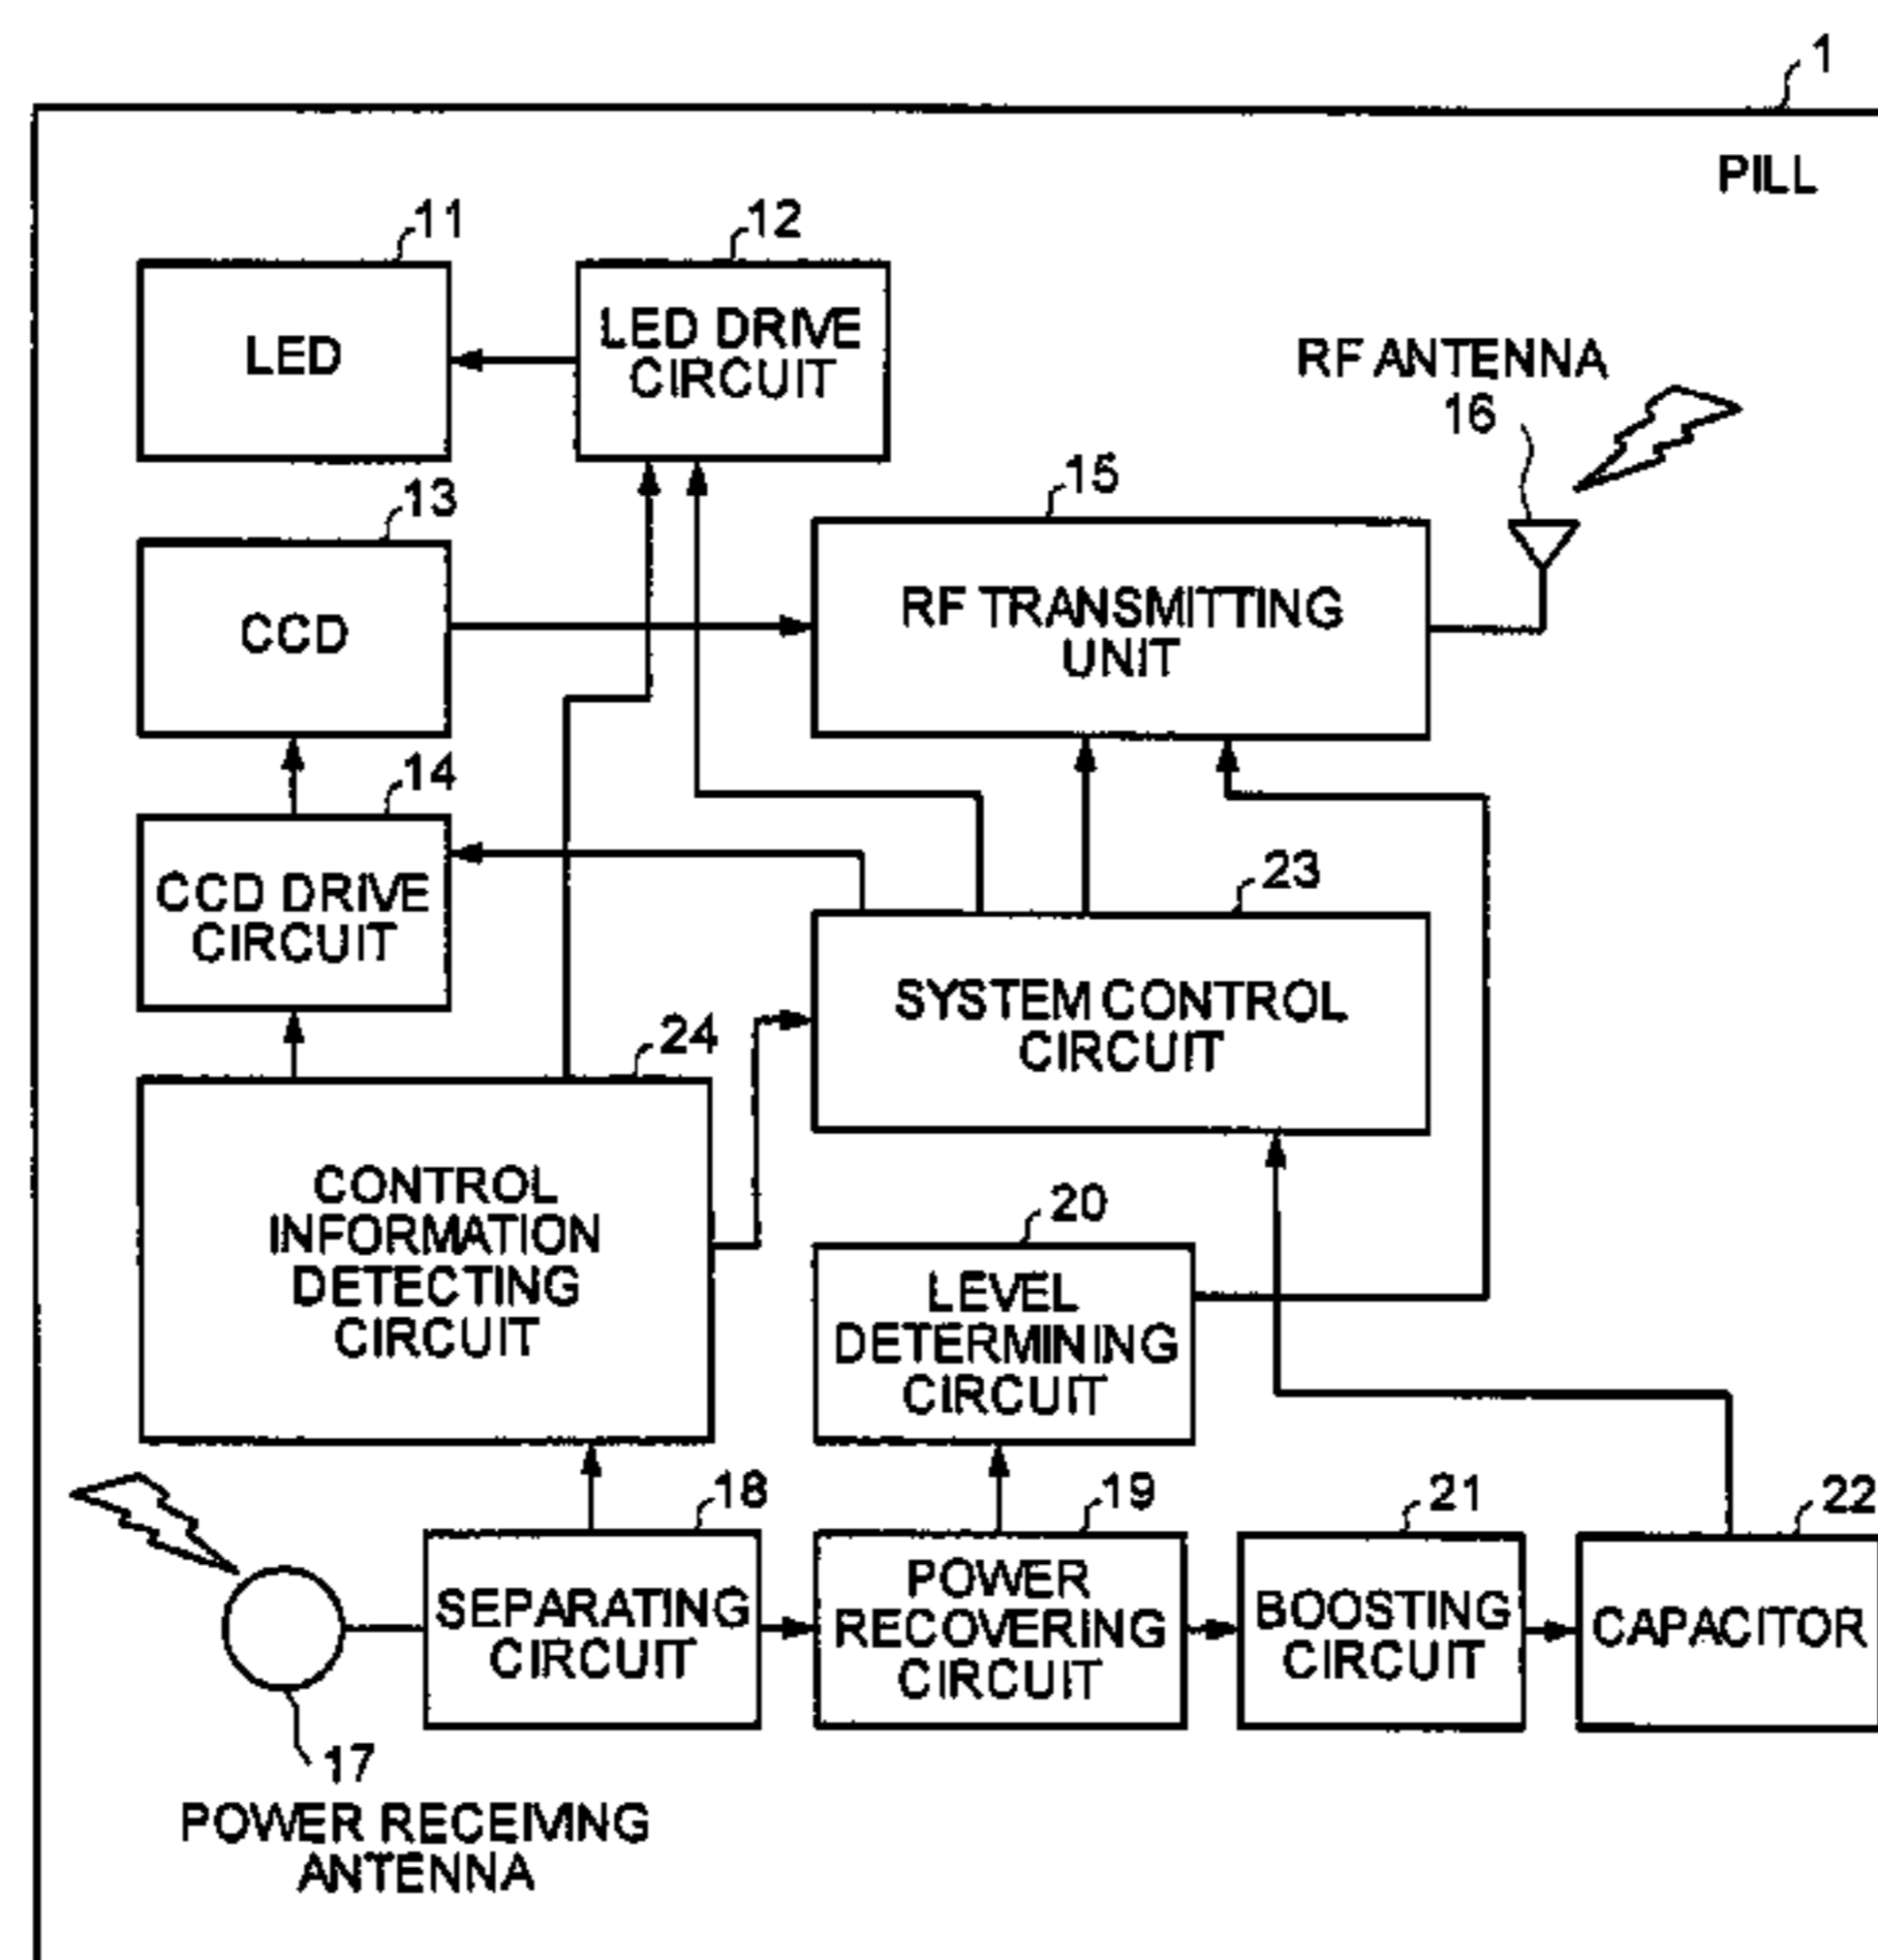 1
PILL
11
12
LED
LED DRIVE
CIRCUIT
RF ANTENNA
16
13
15
CCD
RF TRANSMITTING
UNIT
14
CCD DRIVE
CIRCUIT
23
SYSTEM CONTROL
CIRCUIT
24
CONTROL
INFORMATION
DETECTING
CIRCUIT
20
LEVEL
DETERMINING
CIRCUIT
18
19
21
22
SEPARATING
CIRCUIT
POWER
RECOVERING
CIRCUIT
BOOSTING
CIRCUIT
CAPACITOR
17
POWER RECEIVING
ANTENNA